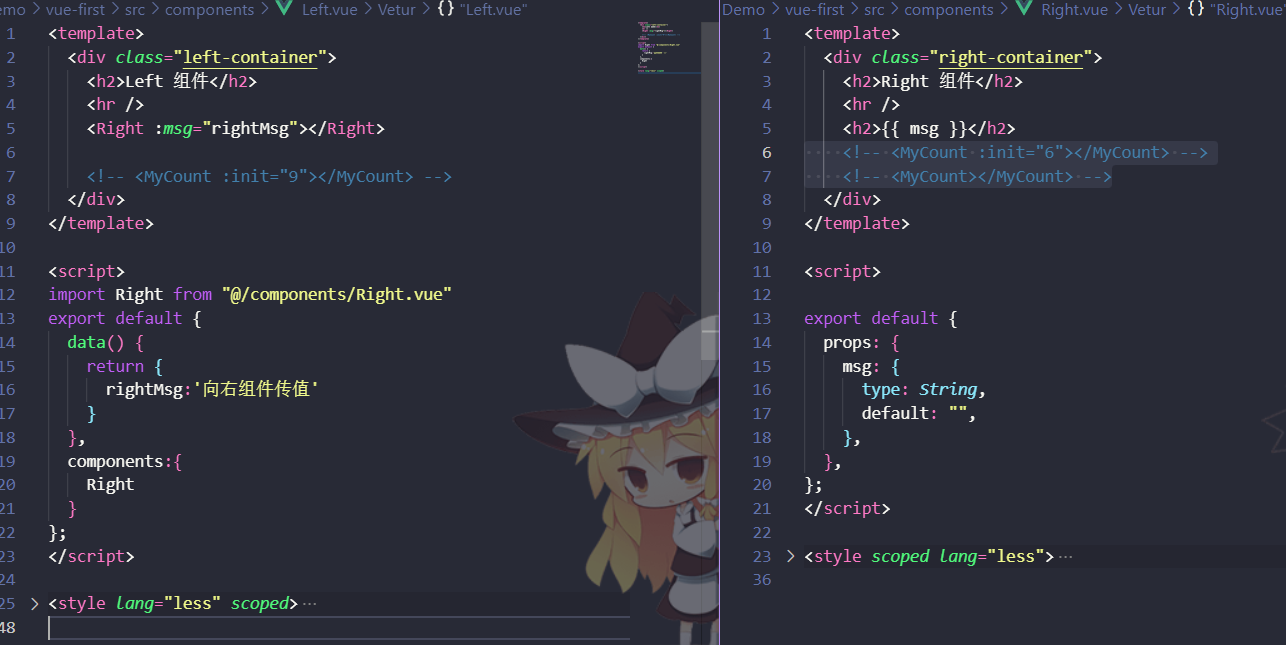 emo > vue-first > src > components > Left.vue > Vetur > {} "Left.vue"
1 <template>
2 <div class="left-container">
3 <h2>Left 组件</h2>
4 <hr />
5 <Right :msg="rightMsg"></Right>
6
7 <!-- <MyCount :init="9"></MyCount> -->
8 </div>
9 </template>
10
11 <script>
12 import Right from "@/components/Right.vue"
13 export default {
14 data() {
15 return {
16 rightMsg:'向右组件传值'
17 }
18 },
19 components:{
20 Right
21 }
22 };
23 </script>
24
25 > <style lang="less" scoped>···
48
Demo > vue-first > src > components > Right.vue > Vetur > {} "Right.vue"
1 <template>
2 <div class="right-container">
3 <h2>Right 组件</h2>
4 <hr />
5 <h2>{{ msg }}</h2>
6 <!-- <MyCount :init="6"></MyCount> -->
7 <!-- <MyCount></MyCount> -->
8 </div>
9 </template>
10
11 <script>
12
13 export default {
14 props: {
15 msg: {
16 type: String,
17 default: "",
18 },
19 },
20 };
21 </script>
22
23 > <style scoped lang="less">···
36